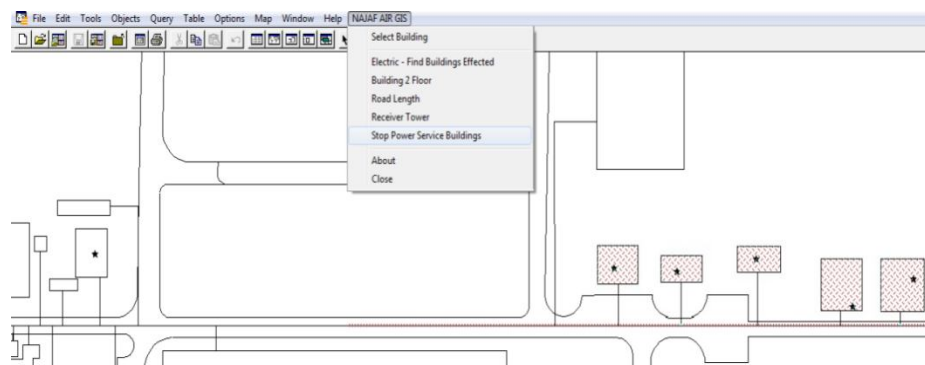 File Edit Tools Objects Query Table Options Map Window Help NAJAF AIR GIS
Select Building
Electric - Find Buildings Effected
Building 2 Floor
Road Length
Receiver Tower
Stop Power Service Buildings
About
Close